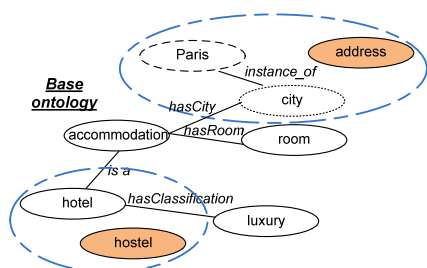 Paris
address
instance_of
Base
ontology
city
hasCity
accommodation
hasRoom
room
is a
hotel
hasClassification
luxury
hostel